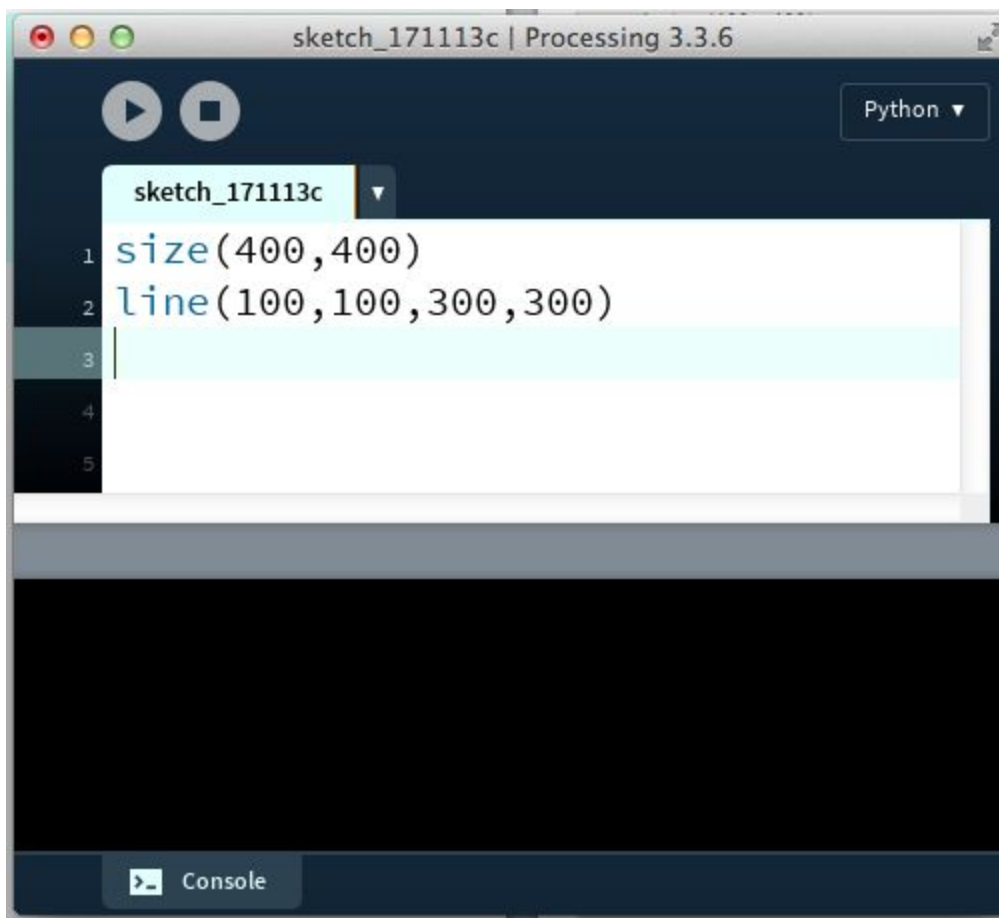 sketch_171113c | Processing 3.3.6
Python ▼
sketch_171113c ▼
1 size(400,400)
2 line(100,100,300,300)
3
4
5
>_ Console